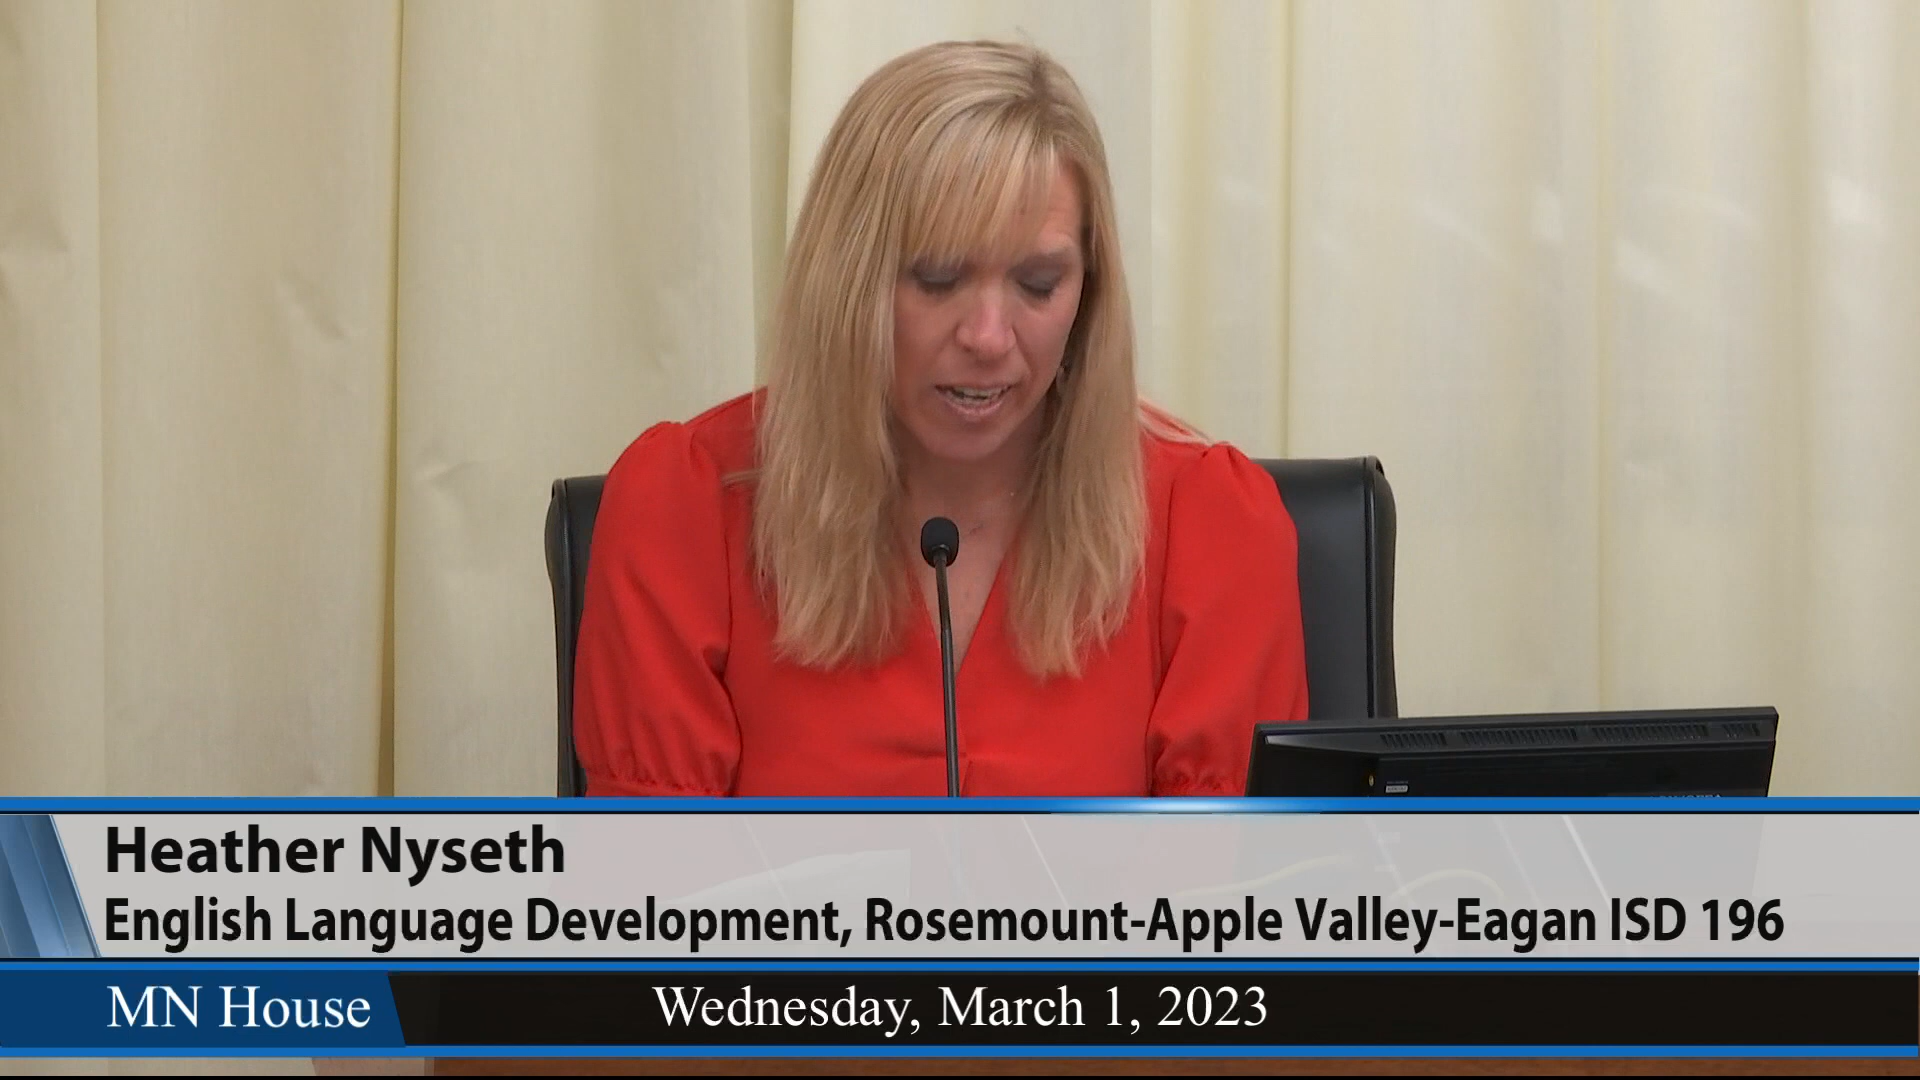 Heather Nyseth
English Language Development, Rosemount-Apple Valley-Eagan ISD 196
MN House
Wednesday, March 1, 2023